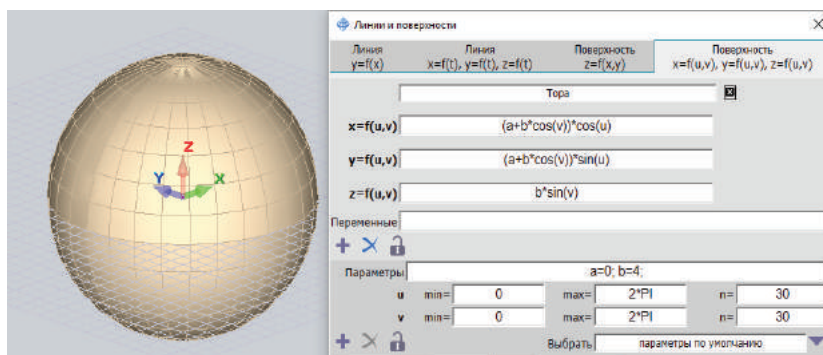 Линии и поверхности
Линия
y=f(x)
Линия
x=f(t), y=f(t), z=f(t)
Поверхность
z=f(x,y)
Поверхность
x=f(u,v), y=f(u,v), z=f(u,v)
Тора
x=f(u,v) (a+b*cos(v))*cos(u)
y=f(u,v) (a+b*cos(v))*sin(u)
z=f(u,v) b*sin(v)
Переменные
Параметры a=0; b=4;
u min= 0 max= 2*PI n= 30
v min= 0 max= 2*PI n= 30
Выбрать параметры по умолчанию
Z
Y X